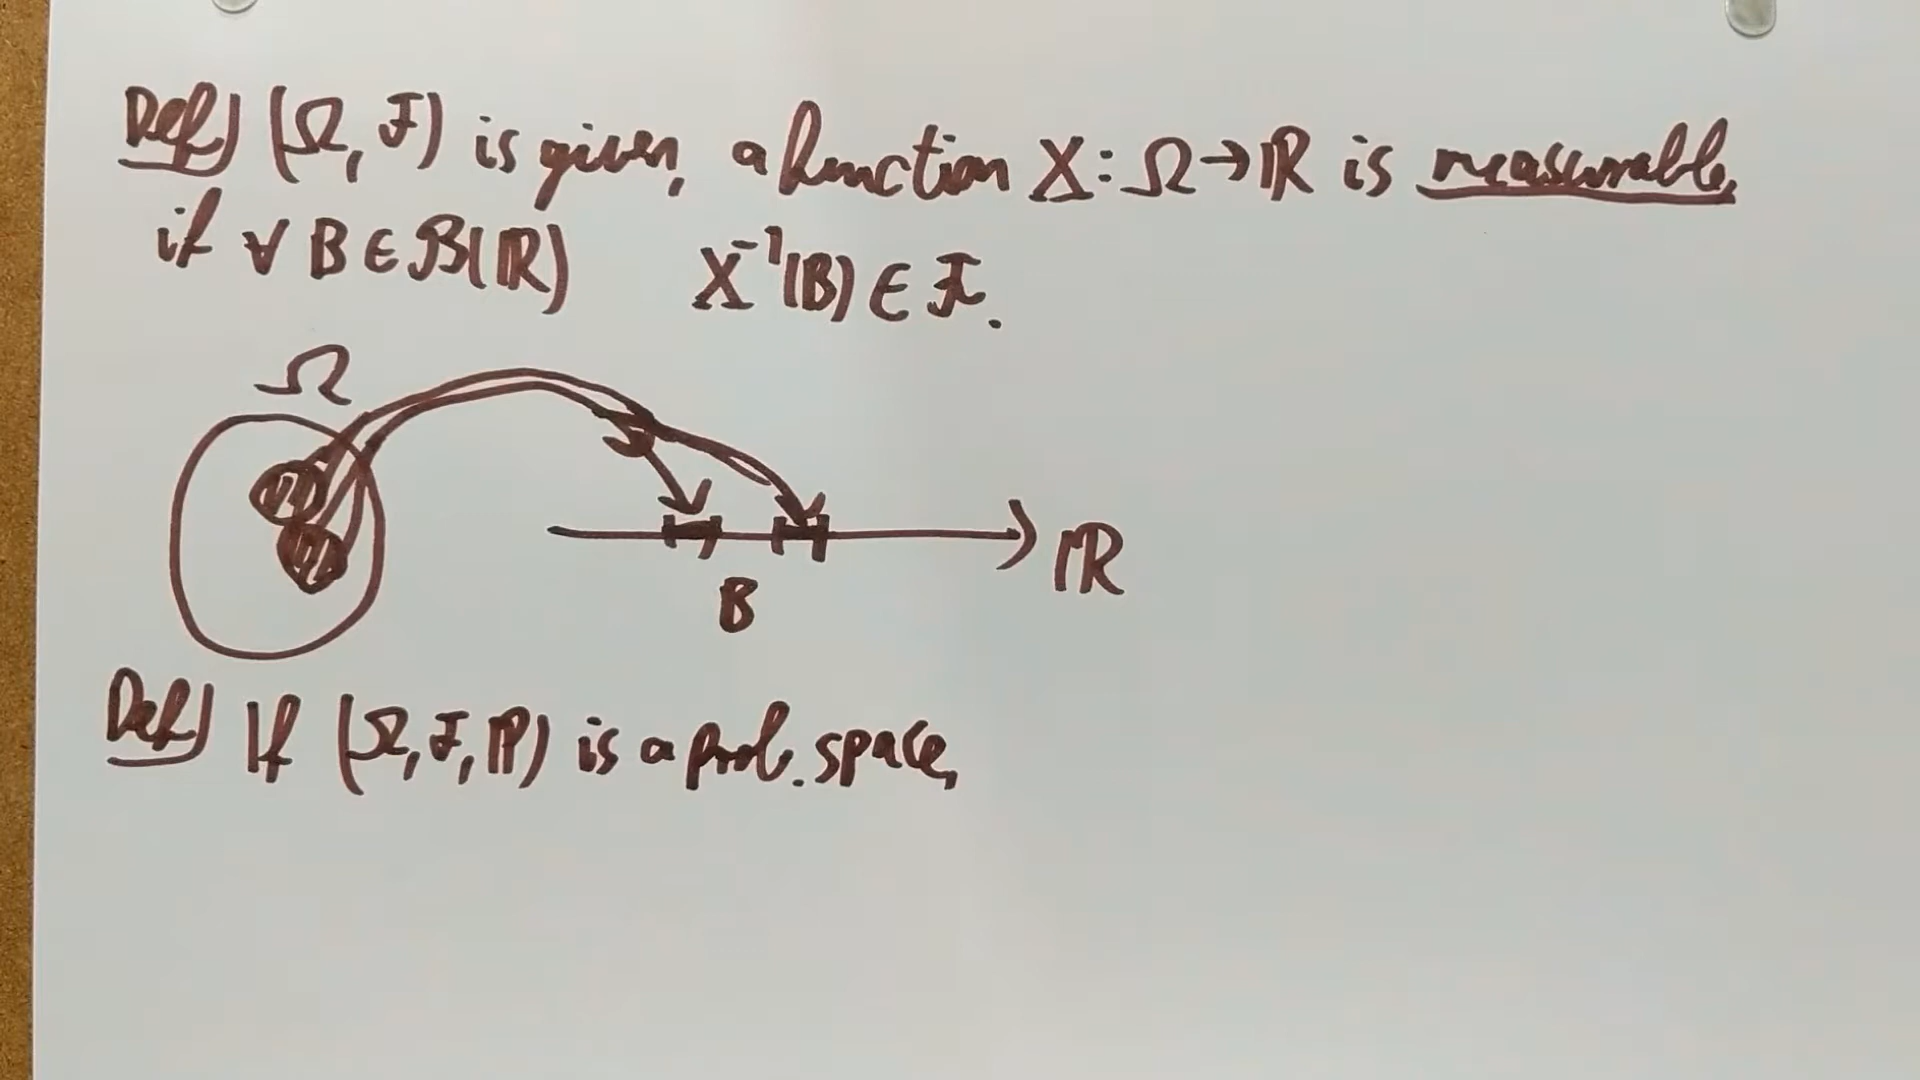 Def) (Ω, ℱ) is given, a function X: Ω → ℝ is measurable,
if ∀ B ∈ ℬ(ℝ) X⁻¹(B) ∈ ℱ.
Ω
B
ℝ
Def) If (Ω, ℱ, ℙ) is a prob. space,